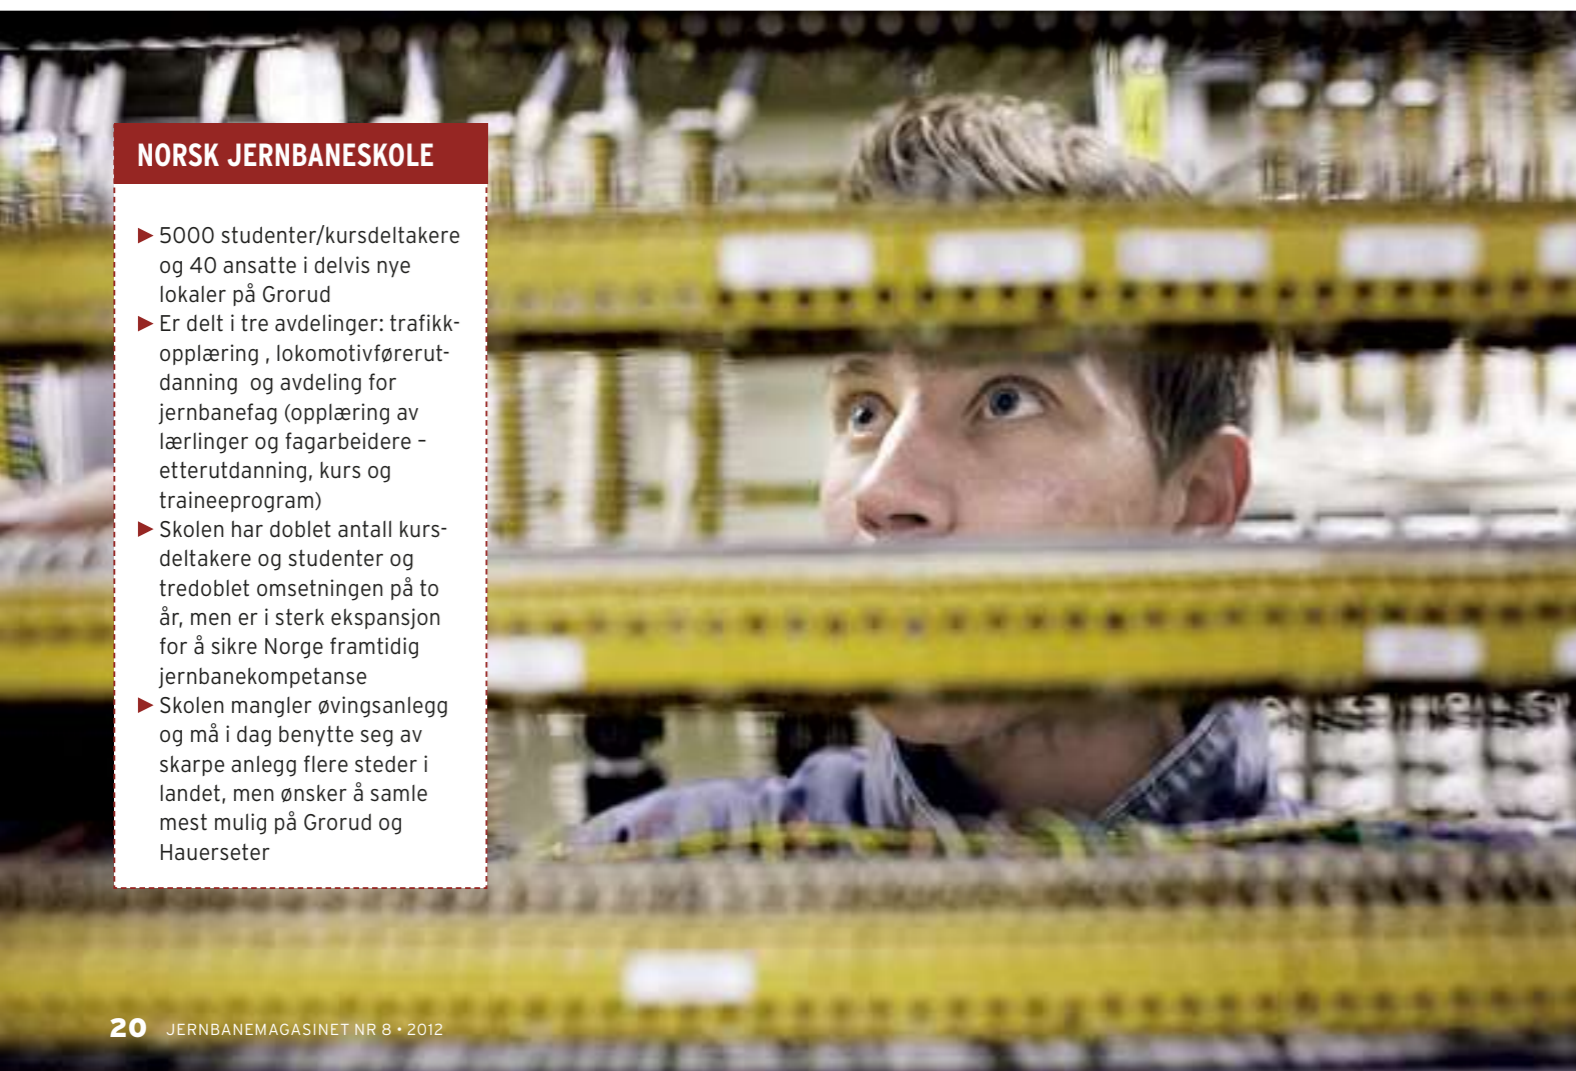 NORSK JERNBANESKOLE
▶ 5000 studenter/kursdeltakere
og 40 ansatte i delvis nye
lokaler på Grorud
▶ Er delt i tre avdelinger: trafikk-
opplæring , lokomotivførerut-
danning og avdeling for
jernbanefag (opplæring av
lærlinger og fagarbeidere –
etterutdanning, kurs og
traineeprogram)
▶ Skolen har doblet antall kurs-
deltakere og studenter og
tredoblet omsetningen på to
år, men er i sterk ekspansjon
for å sikre Norge framtidig
jernbanekompetanse
▶ Skolen mangler øvingsanlegg
og må i dag benytte seg av
skarpe anlegg flere steder i
landet, men ønsker å samle
mest mulig på Grorud og
Hauerseter
20 JERNBANEMAGASINET NR 8 • 2012